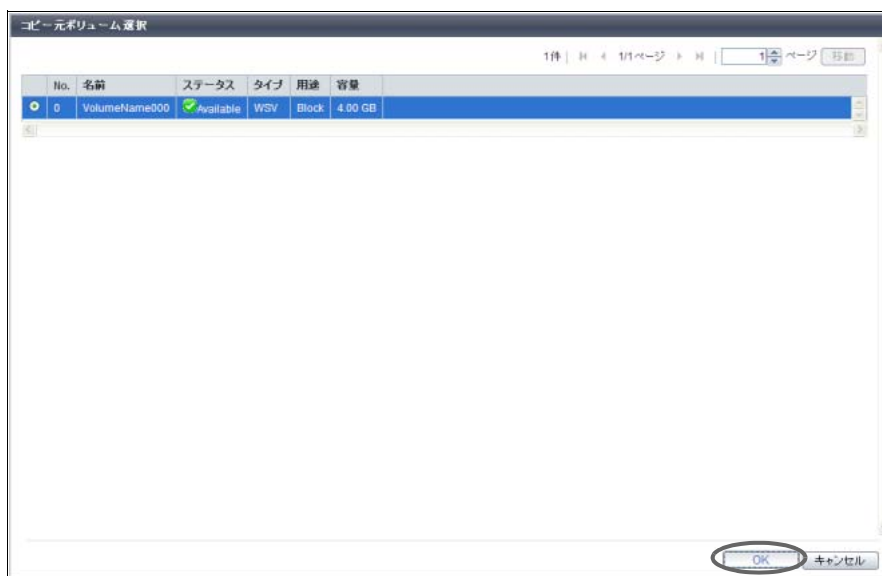 コピー元ボリューム選択
1件 | 1/1ページ | 1 ページ 移動
No. 名前 ステータス タイプ 用途 容量
0 VolumeName000 Available WSV Block 4.00 GB
OK キャンセル